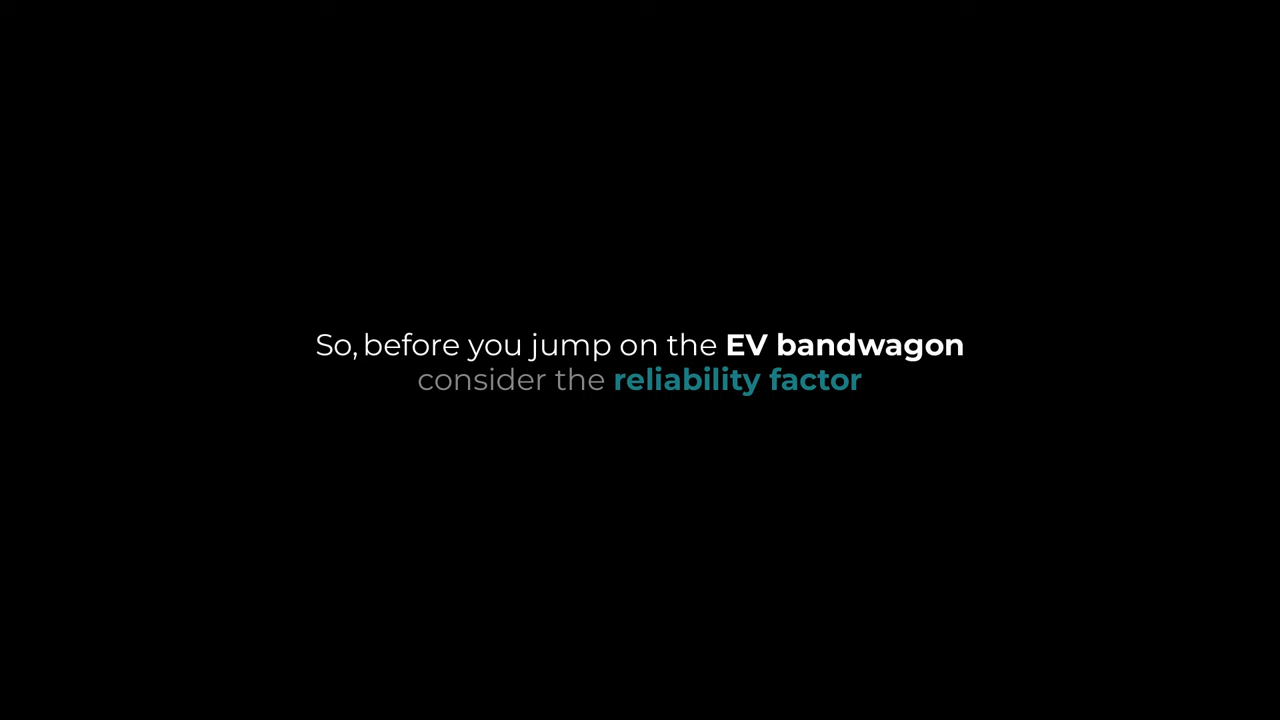 So, before you jump on the EV bandwagon
consider the reliability factor